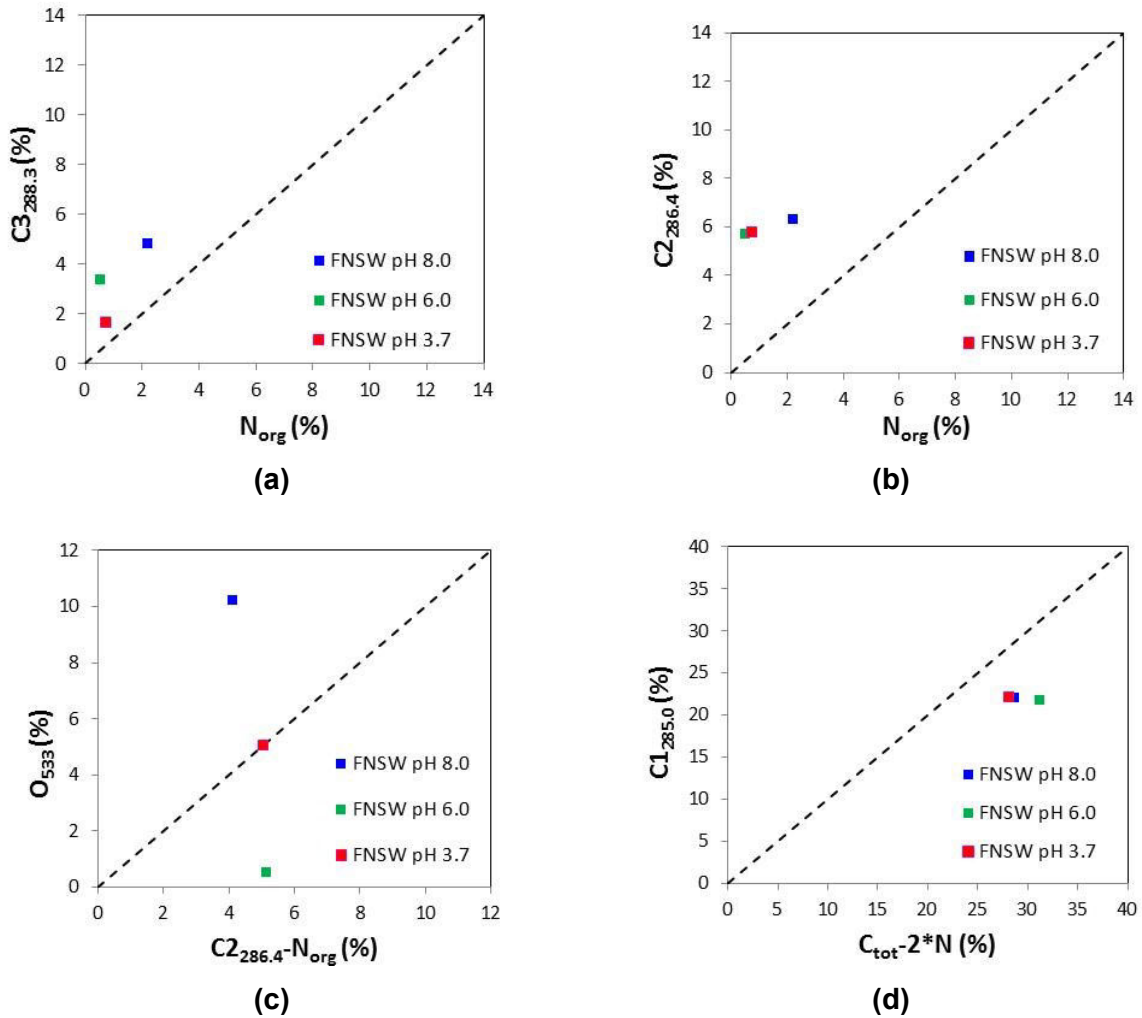 14
12
10
8
6
4
2
0
C3288.3 (%)
FNSW pH 8.0
FNSW pH 6.0
FNSW pH 3.7
0 2 4 6 8 10 12 14
Norg (%)
(a)
14
12
10
8
6
4
2
0
C2286.4 (%)
FNSW pH 8.0
FNSW pH 6.0
FNSW pH 3.7
0 2 4 6 8 10 12 14
Norg (%)
(b)
12
10
8
6
4
2
0
O533 (%)
FNSW pH 8.0
FNSW pH 6.0
FNSW pH 3.7
0 2 4 6 8 10 12
C2286.4-Norg (%)
(c)
40
35
30
25
20
15
10
5
0
C1285.0 (%)
FNSW pH 8.0
FNSW pH 6.0
FNSW pH 3.7
0 5 10 15 20 25 30 35 40
Ctot-2*N (%)
(d)